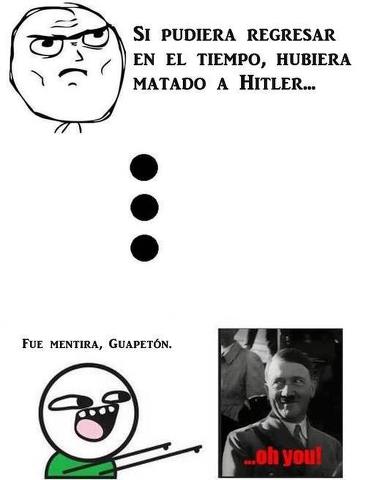 Si pudiera regresar
en el tiempo, hubiera
matado a Hitler...
Fue mentira, Guapetón.
...oh you!